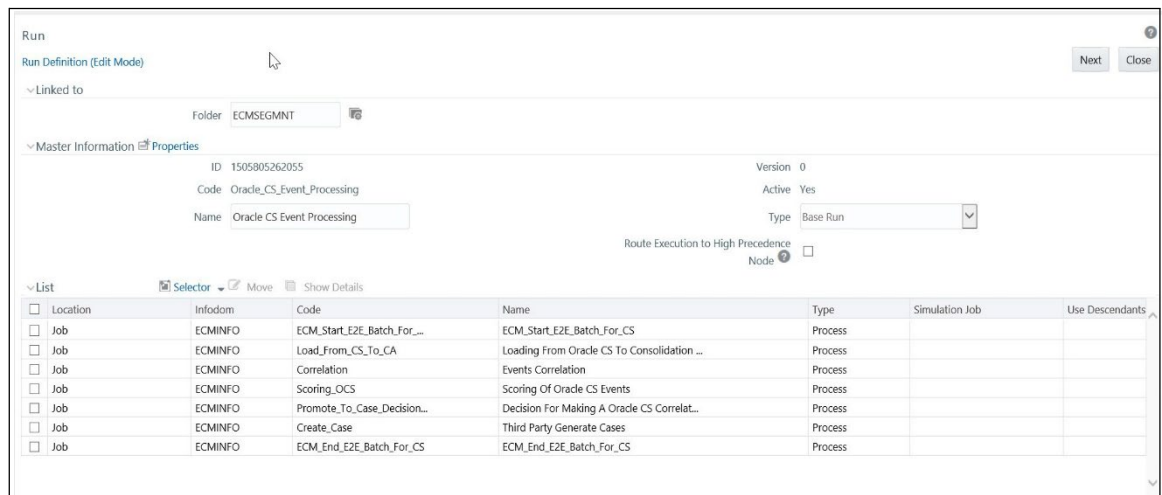 Run
Run Definition (Edit Mode)
Next Close
Linked to
Folder ECMSEGMNT
Master Information Properties
ID 1505805262055 Version 0
Code Oracle_CS_Event_Processing Active Yes
Name Oracle CS Event Processing Type Base Run
Route Execution to High Precedence
Node
List Selector Move Show Details
Location Infodom Code Name Type Simulation Job Use Descendants
Job ECMINFO ECM_Start_E2E_Batch_For_... ECM_Start_E2E_Batch_For_CS Process
Job ECMINFO Load_From_CS_To_CA Loading From Oracle CS To Consolidation ... Process
Job ECMINFO Correlation Events Correlation Process
Job ECMINFO Scoring_OCS Scoring Of Oracle CS Events Process
Job ECMINFO Promote_To_Case_Decision... Decision For Making A Oracle CS Correlat... Process
Job ECMINFO Create_Case Third Party Generate Cases Process
Job ECMINFO ECM_End_E2E_Batch_For_CS ECM_End_E2E_Batch_For_CS Process